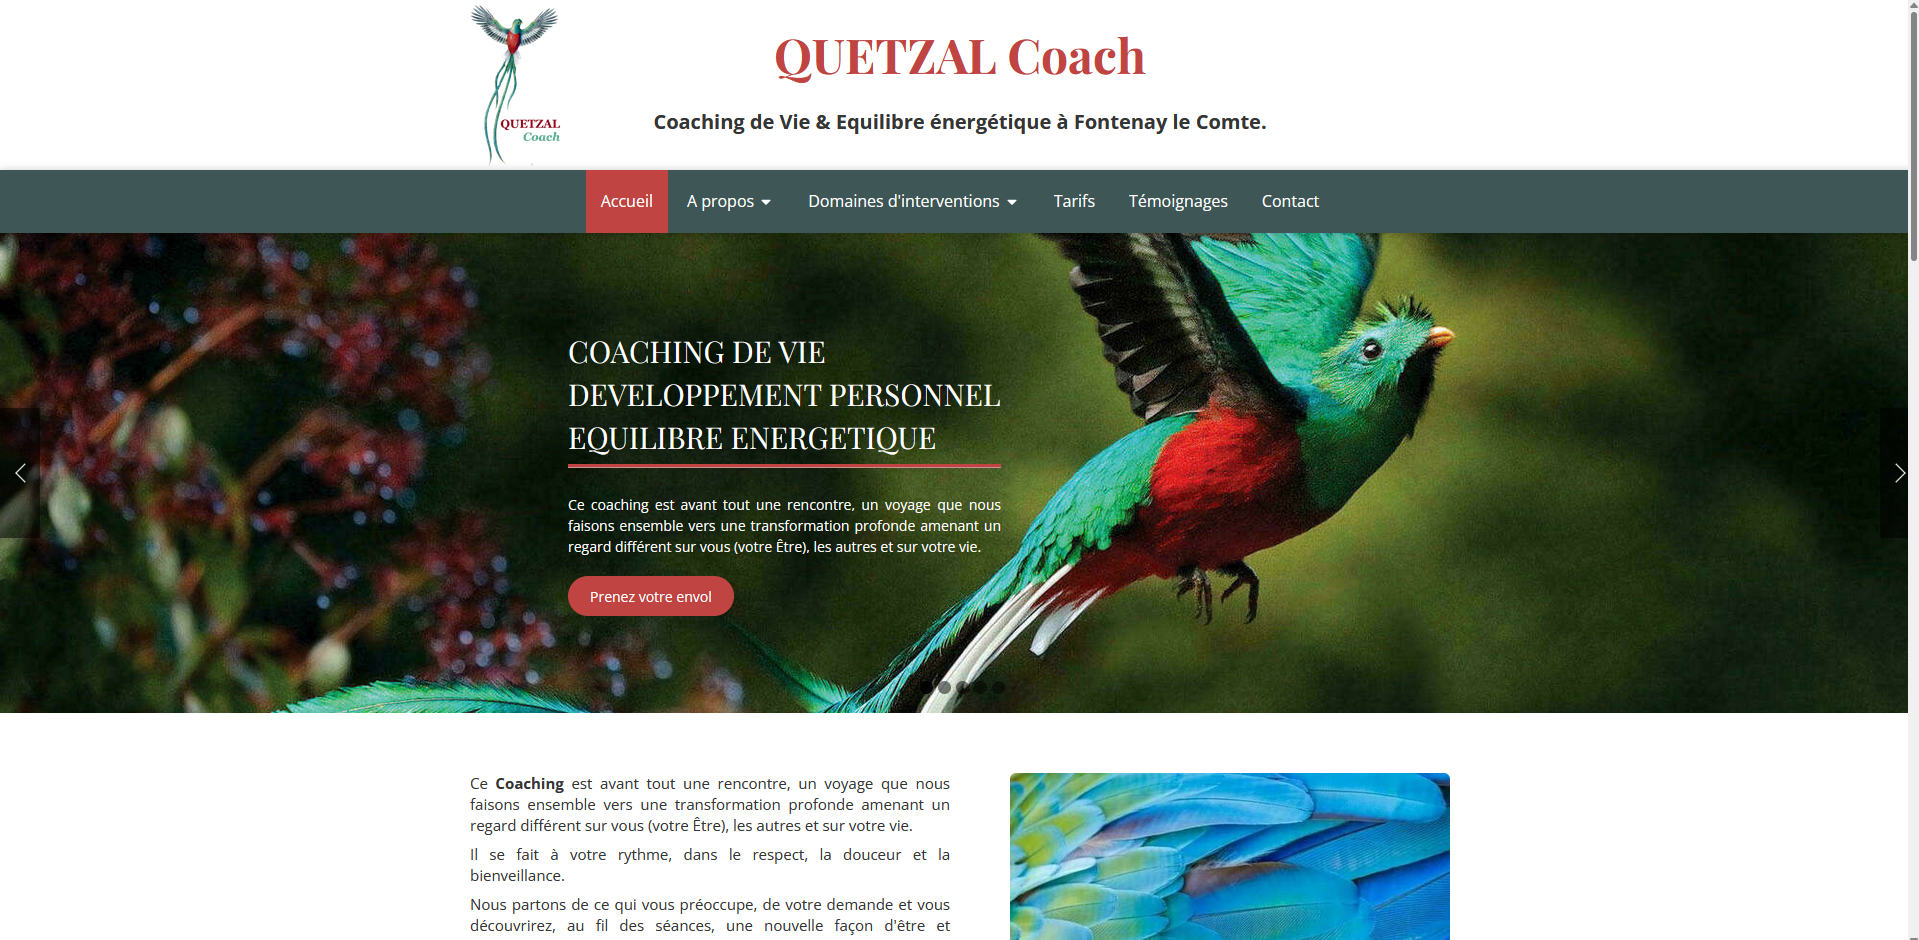 QUETZAL
Coach
QUETZAL Coach
Coaching de Vie & Equilibre énergétique à Fontenay le Comte.
Accueil
A propos
Domaines d'interventions
Tarifs
Témoignages
Contact
COACHING DE VIE
DEVELOPPEMENT PERSONNEL
EQUILIBRE ENERGETIQUE
Ce coaching est avant tout une rencontre, un voyage que nous
faisons ensemble vers une transformation profonde amenant un
regard différent sur vous (votre Être), les autres et sur votre vie.
Prenez votre envol
Ce Coaching est avant tout une rencontre, un voyage que nous
faisons ensemble vers une transformation profonde amenant un
regard différent sur vous (votre Être), les autres et sur votre vie.
Il se fait à votre rythme, dans le respect, la douceur et la
bienveillance.
Nous partons de ce qui vous préoccupe, de votre demande et vous
découvrirez, au fil des séances, une nouvelle façon d'être et